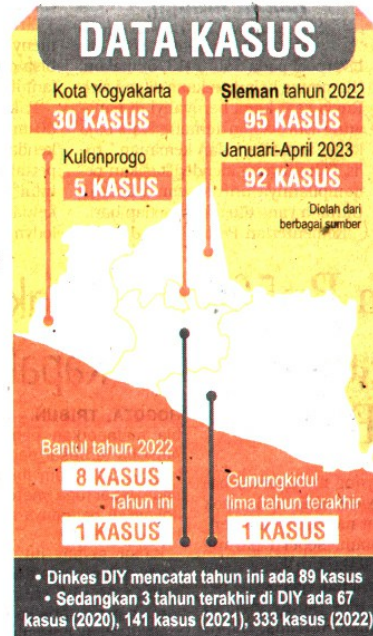 DATA KASUS
Kota Yogyakarta
30 KASUS
Kulonprogo
5 KASUS
Sleman tahun 2022
95 KASUS
Januari-April 2023
92 KASUS
Diolah dari
berbagai sumber
Bantul tahun 2022
8 KASUS
Tahun ini
1 KASUS
Gunungkidul
lima tahun terakhir
1 KASUS
• Dinkes DIY mencatat tahun ini ada 89 kasus
• Sedangkan 3 tahun terakhir di DIY ada 67
kasus (2020), 141 kasus (2021), 333 kasus (2022)